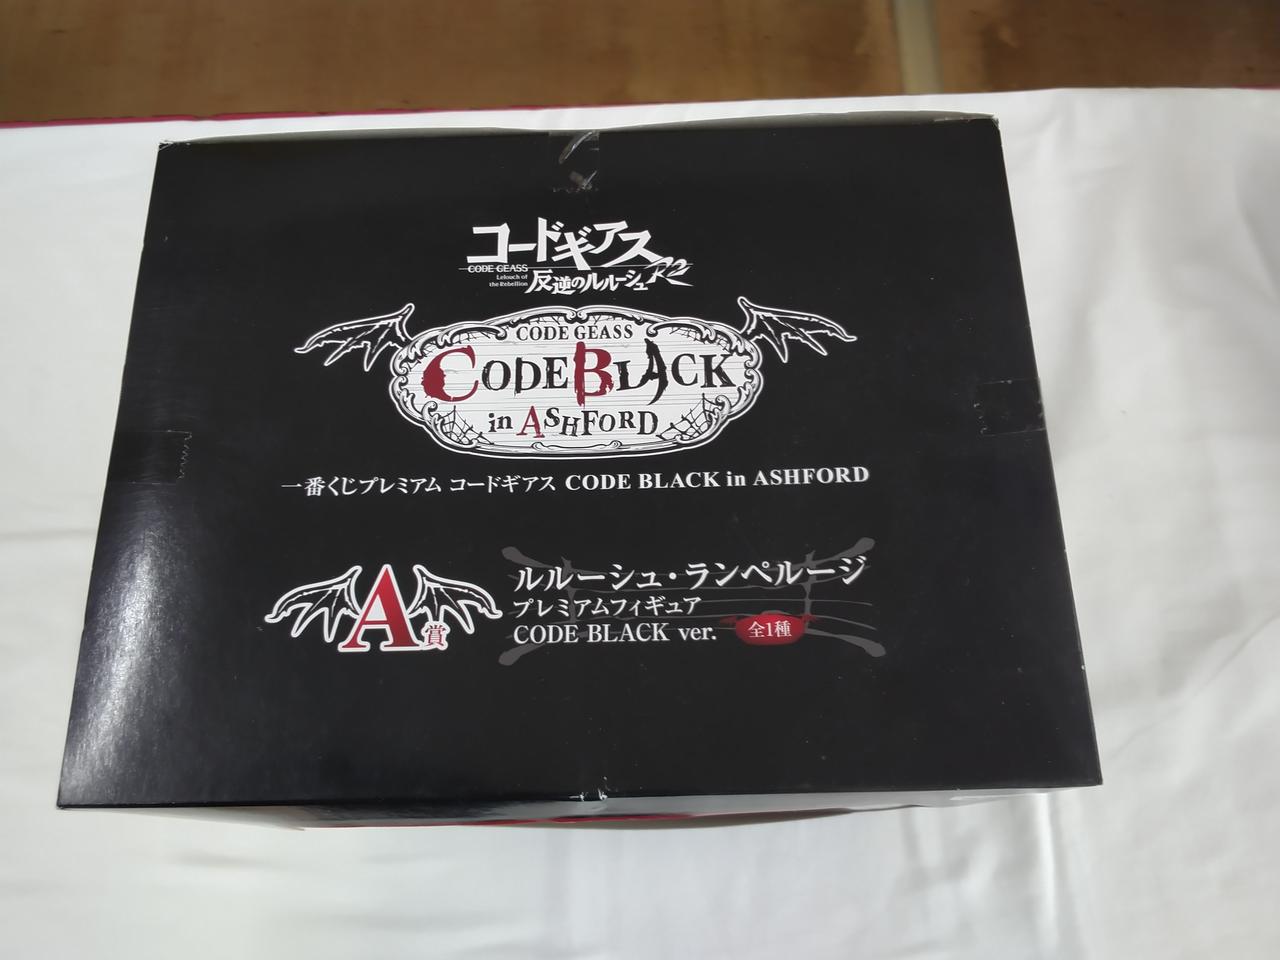 コードギアス
CODE GEASS
Lelouch of
the Rebellion
反逆のルルーシュ R2
CODE GEASS
CODE BLACK
in ASHFORD
一番くじプレミアム コードギアス CODE BLACK in ASHFORD
A賞
ルルーシュ・ランペルージ
プレミアムフィギュア
CODE BLACK ver.
全1種